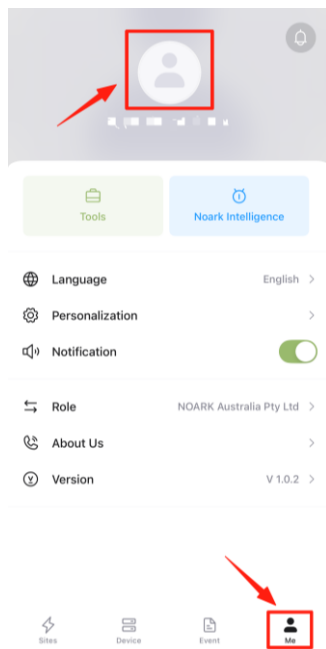 Tools
Noark Intelligence
Language English
Personalization
Notification
Role NOARK Australia Pty Ltd
About Us
Version V 1.0.2
Sites Device Event Me